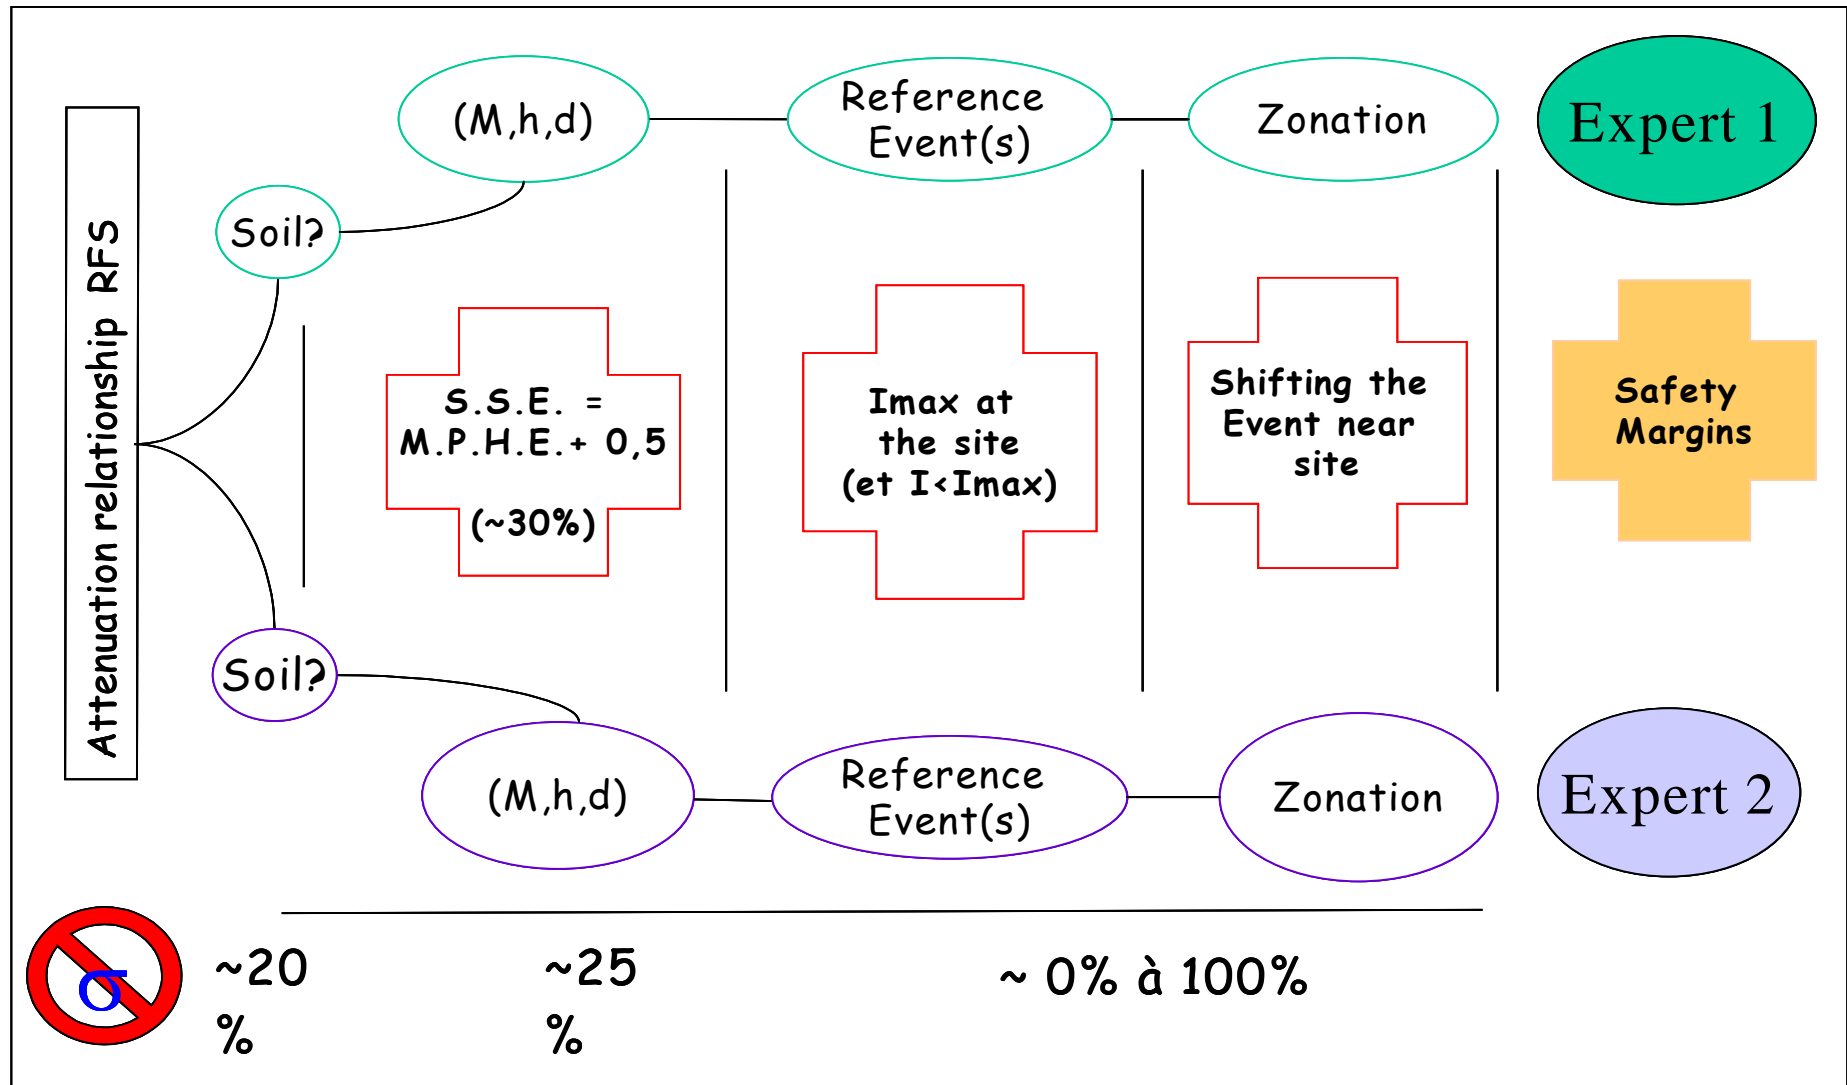 (M,h,d)
Reference
Event(s)
Zonation
Expert 1
Soil?
Attenuation relationship RFS
S.S.E. =
M.P.H.E.+ 0,5
(~30%)
Imax at
the site
(et I<Imax)
Shifting the
Event near
site
Safety
Margins
Soil?
(M,h,d)
Reference
Event(s)
Zonation
Expert 2
σ
~20
%
~25
%
~ 0% à 100%